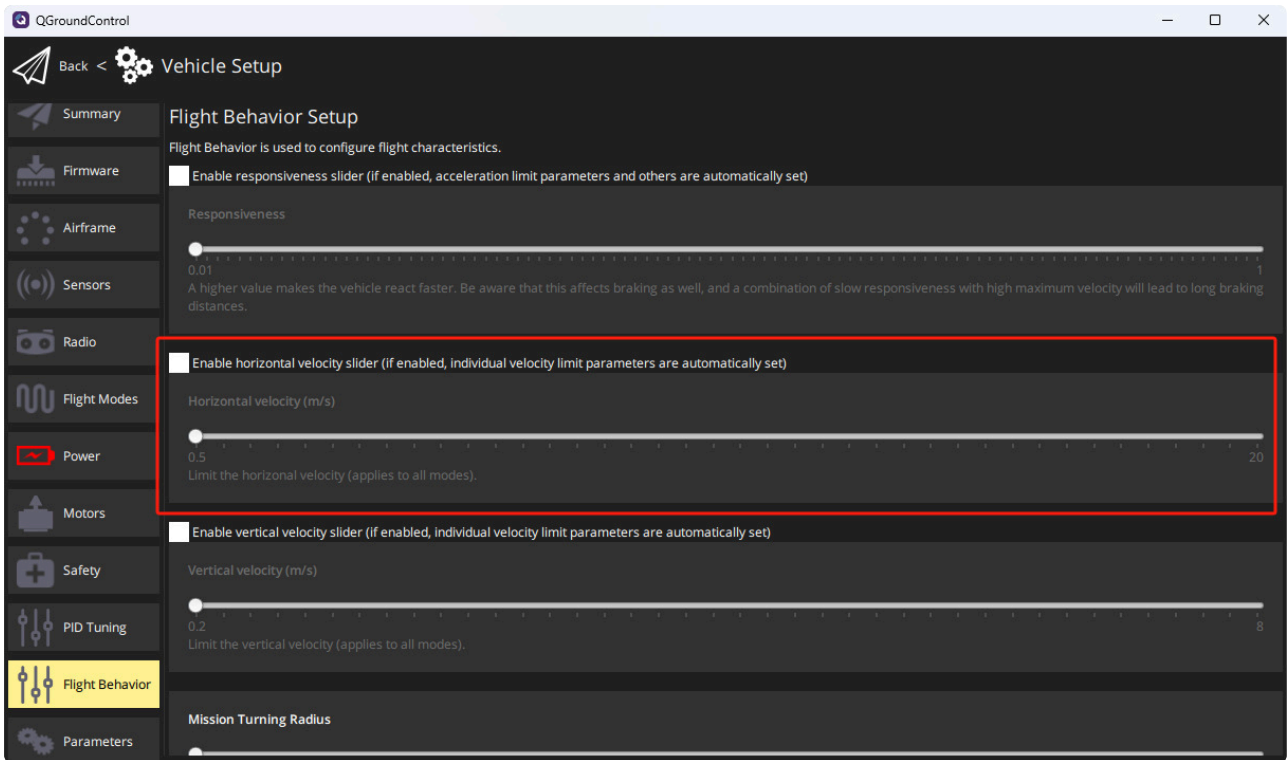 QGroundControl
Back < Vehicle Setup
Summary
Firmware
Airframe
Sensors
Radio
Flight Modes
Power
Motors
Safety
PID Tuning
Flight Behavior
Parameters
Flight Behavior Setup
Flight Behavior is used to configure flight characteristics.
Enable responsiveness slider (if enabled, acceleration limit parameters and others are automatically set)
Responsiveness
0.01 1
A higher value makes the vehicle react faster. Be aware that this affects braking as well, and a combination of slow responsiveness with high maximum velocity will lead to long braking
distances.
Enable horizontal velocity slider (if enabled, individual velocity limit parameters are automatically set)
Horizontal velocity (m/s)
0.5 20
Limit the horizonal velocity (applies to all modes).
Enable vertical velocity slider (if enabled, individual velocity limit parameters are automatically set)
Vertical velocity (m/s)
0.2 8
Limit the vertical velocity (applies to all modes).
Mission Turning Radius